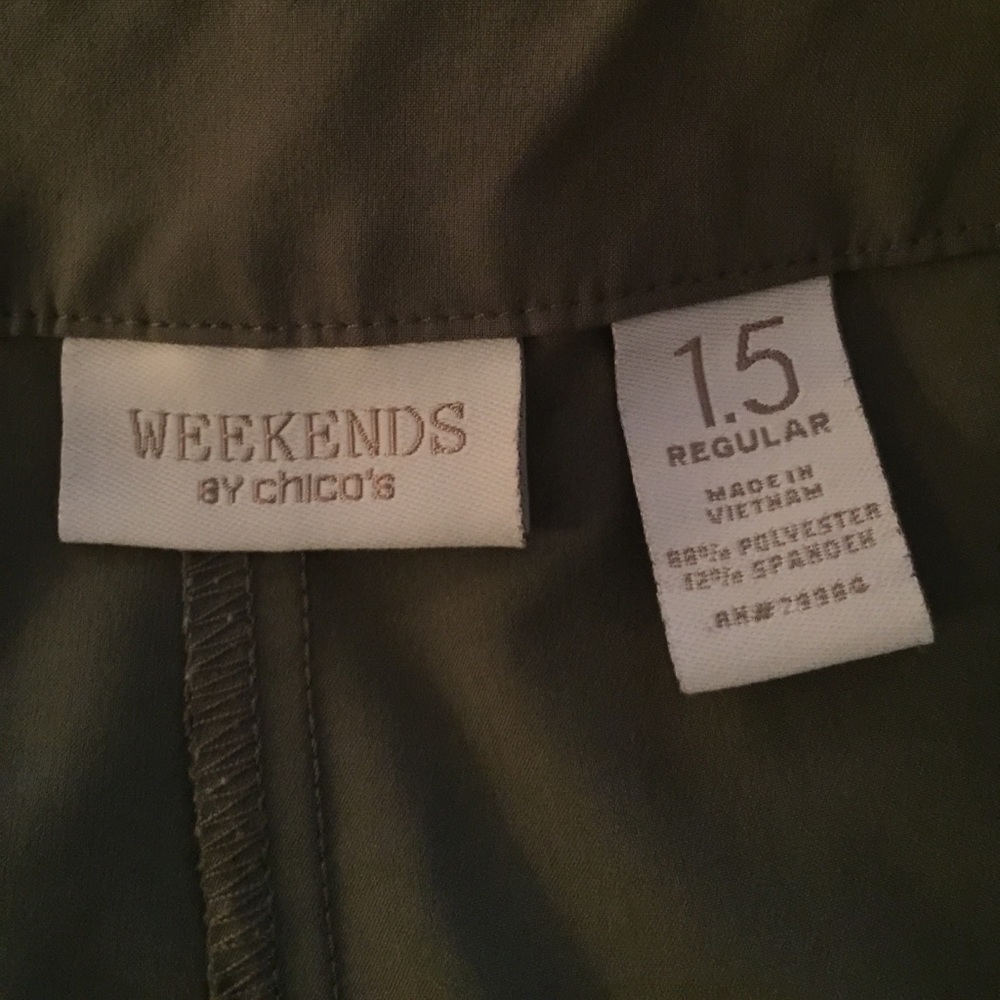 WEEKENDS
BY chico's
1.5
REGULAR
MADE IN
VIETNAM
88% POLYESTER
12% SPANDEX